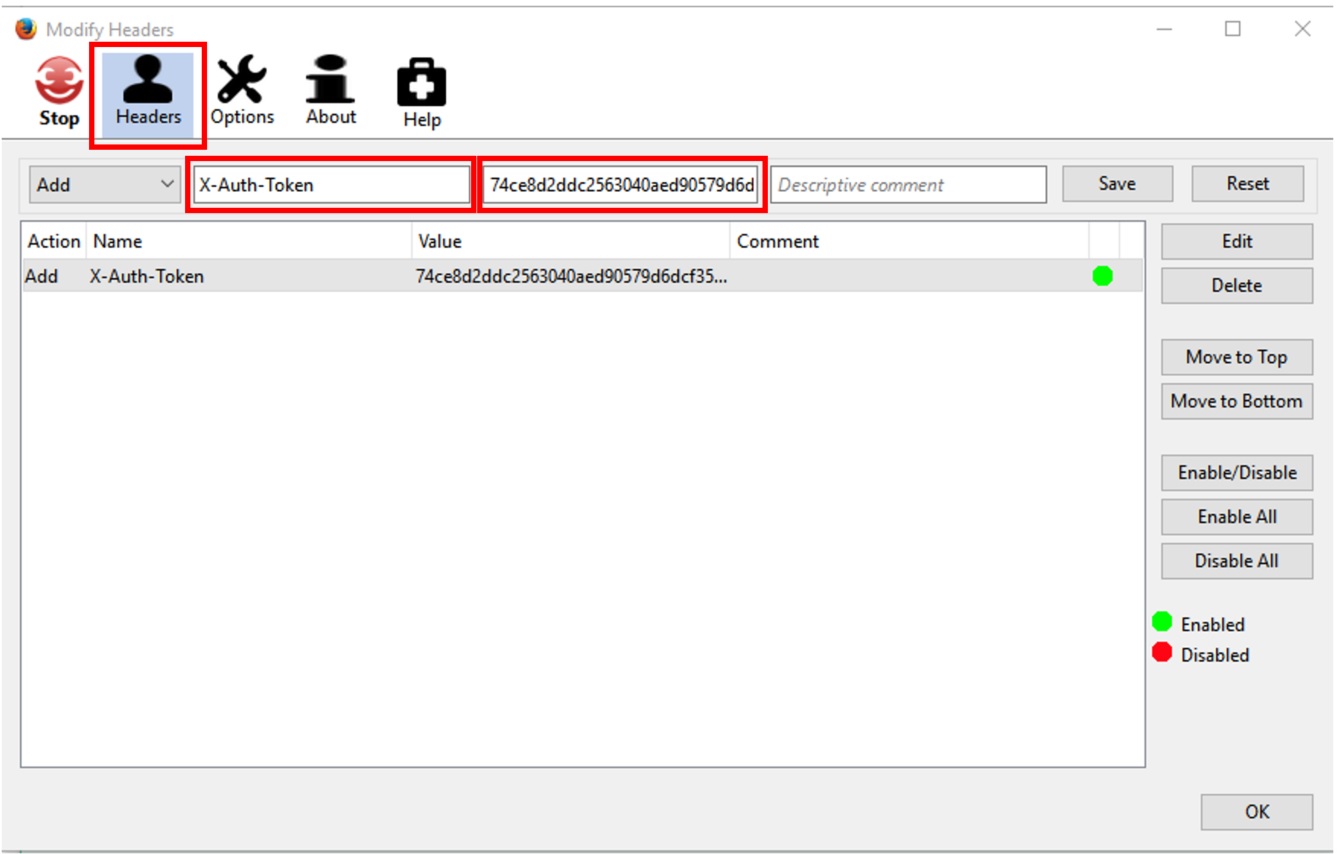 Modify Headers
Stop Headers Options About Help
Add X-Auth-Token 74ce8d2ddc2563040aed90579d6d Descriptive comment Save Reset
Action Name Value Comment
Add X-Auth-Token 74ce8d2ddc2563040aed90579d6dcf35...
Edit
Delete
Move to Top
Move to Bottom
Enable/Disable
Enable All
Disable All
Enabled
Disabled
OK